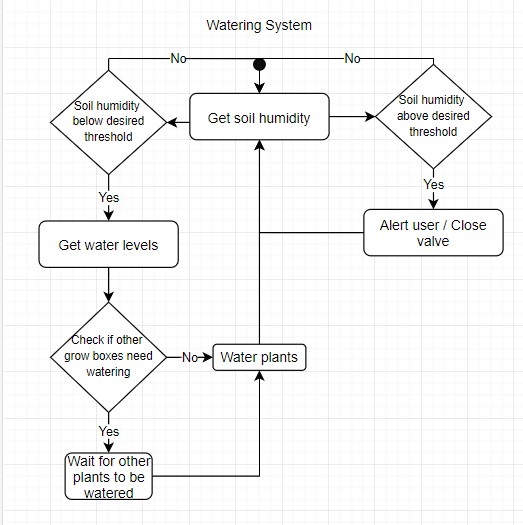 Watering System
No
No
Soil humidity
below desired
threshold
Get soil humidity
Soil humidity
above desired
threshold
Yes
Yes
Get water levels
Alert user / Close
valve
Check if other
grow boxes need
watering
No
Water plants
Yes
Wait for other
plants to be
watered